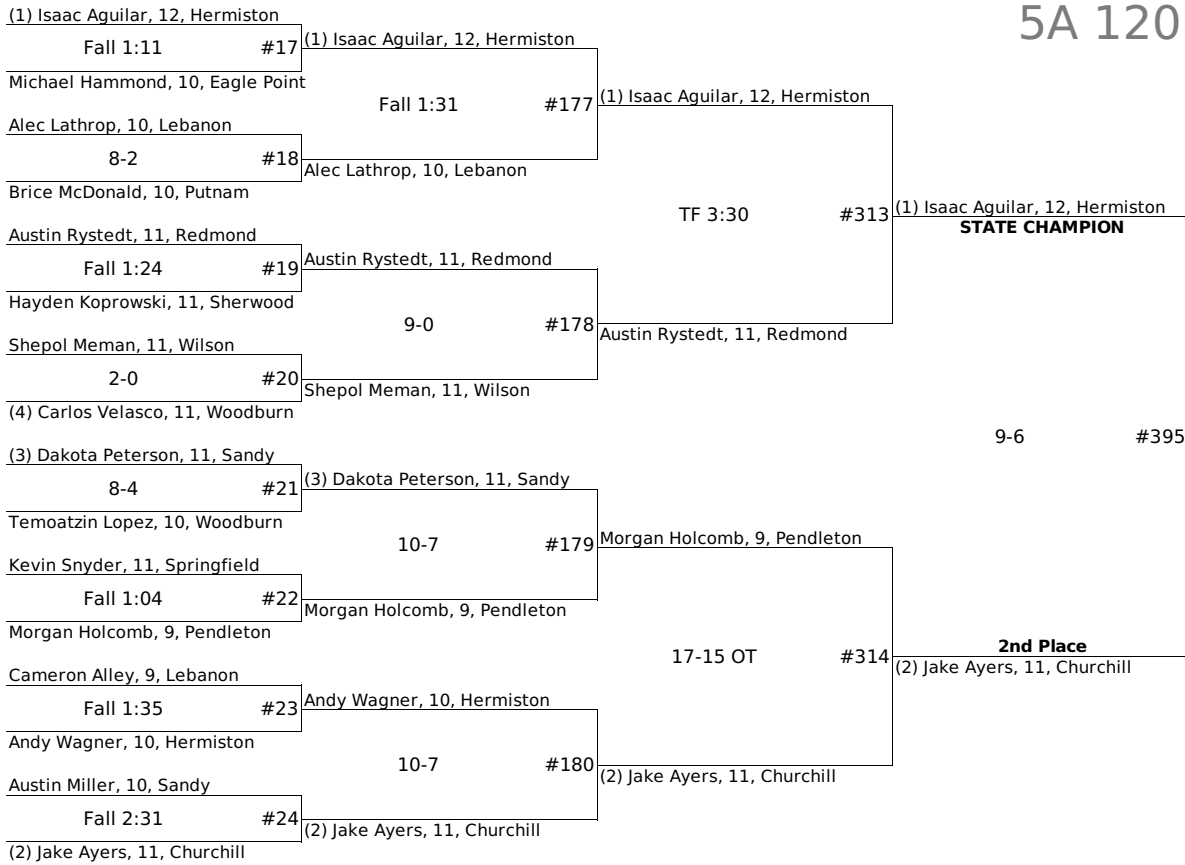 5A 120
(1) Isaac Aguilar, 12, Hermiston
Fall 1:11 #17
Michael Hammond, 10, Eagle Point
Alec Lathrop, 10, Lebanon
8-2 #18
Brice McDonald, 10, Putnam
Austin Rystedt, 11, Redmond
Fall 1:24 #19
Hayden Koprowski, 11, Sherwood
Shepol Meman, 11, Wilson
2-0 #20
(4) Carlos Velasco, 11, Woodburn
(3) Dakota Peterson, 11, Sandy
8-4 #21
Temoatzin Lopez, 10, Woodburn
Kevin Snyder, 11, Springfield
Fall 1:04 #22
Morgan Holcomb, 9, Pendleton
Cameron Alley, 9, Lebanon
Fall 1:35 #23
Andy Wagner, 10, Hermiston
Austin Miller, 10, Sandy
Fall 2:31 #24
(2) Jake Ayers, 11, Churchill
(1) Isaac Aguilar, 12, Hermiston
Fall 1:31 #177
Alec Lathrop, 10, Lebanon
Austin Rystedt, 11, Redmond
9-0 #178
Shepol Meman, 11, Wilson
(3) Dakota Peterson, 11, Sandy
10-7 #179
Morgan Holcomb, 9, Pendleton
Andy Wagner, 10, Hermiston
10-7 #180
(2) Jake Ayers, 11, Churchill
(1) Isaac Aguilar, 12, Hermiston
TF 3:30 #313
Austin Rystedt, 11, Redmond
Morgan Holcomb, 9, Pendleton
17-15 OT #314
(2) Jake Ayers, 11, Churchill
(1) Isaac Aguilar, 12, Hermiston
STATE CHAMPION
9-6 #395
2nd Place
(2) Jake Ayers, 11, Churchill